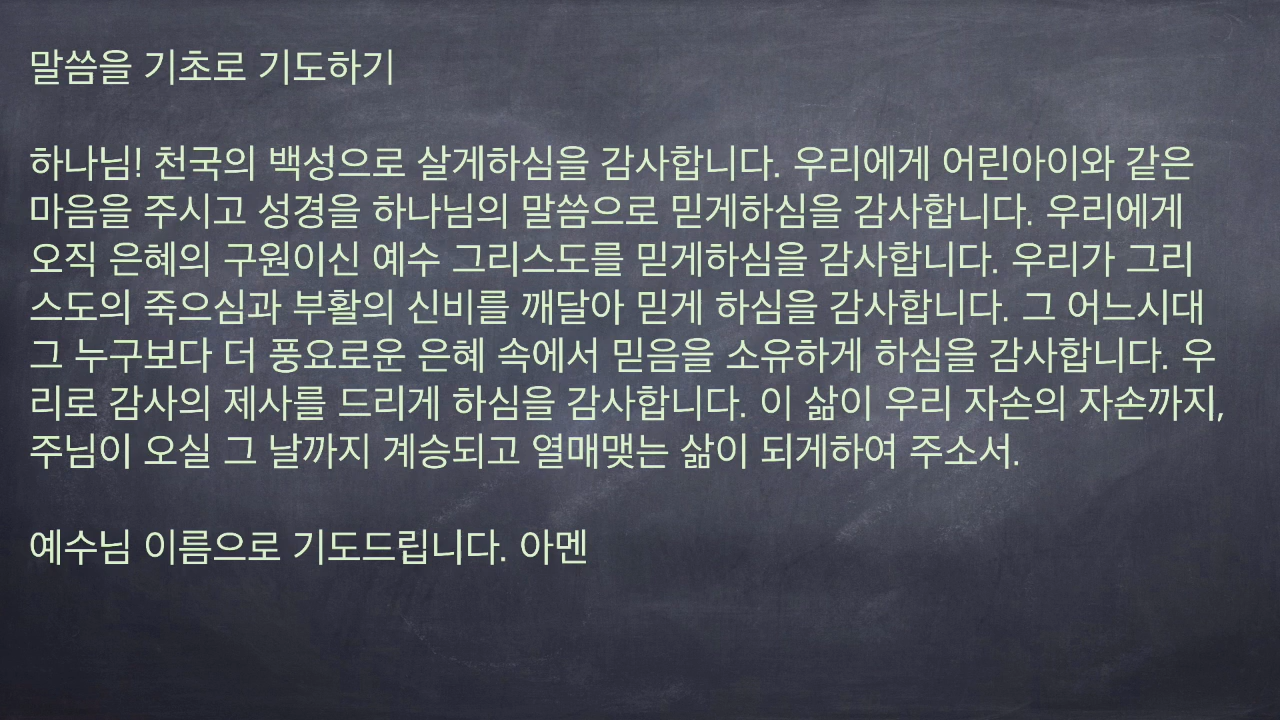 말씀을 기초로 기도하기
하나님! 천국의 백성으로 살게하심을 감사합니다. 우리에게 어린아이와 같은
마음을 주시고 성경을 하나님의 말씀으로 믿게하심을 감사합니다. 우리에게
오직 은혜의 구원이신 예수 그리스도를 믿게하심을 감사합니다. 우리가 그리
스도의 죽으심과 부활의 신비를 깨달아 믿게 하심을 감사합니다. 그 어느시대
그 누구보다 더 풍요로운 은혜 속에서 믿음을 소유하게 하심을 감사합니다. 우
리로 감사의 제사를 드리게 하심을 감사합니다. 이 삶이 우리 자손의 자손까지,
주님이 오실 그 날까지 계승되고 열매맺는 삶이 되게하여 주소서.
예수님 이름으로 기도드립니다. 아멘